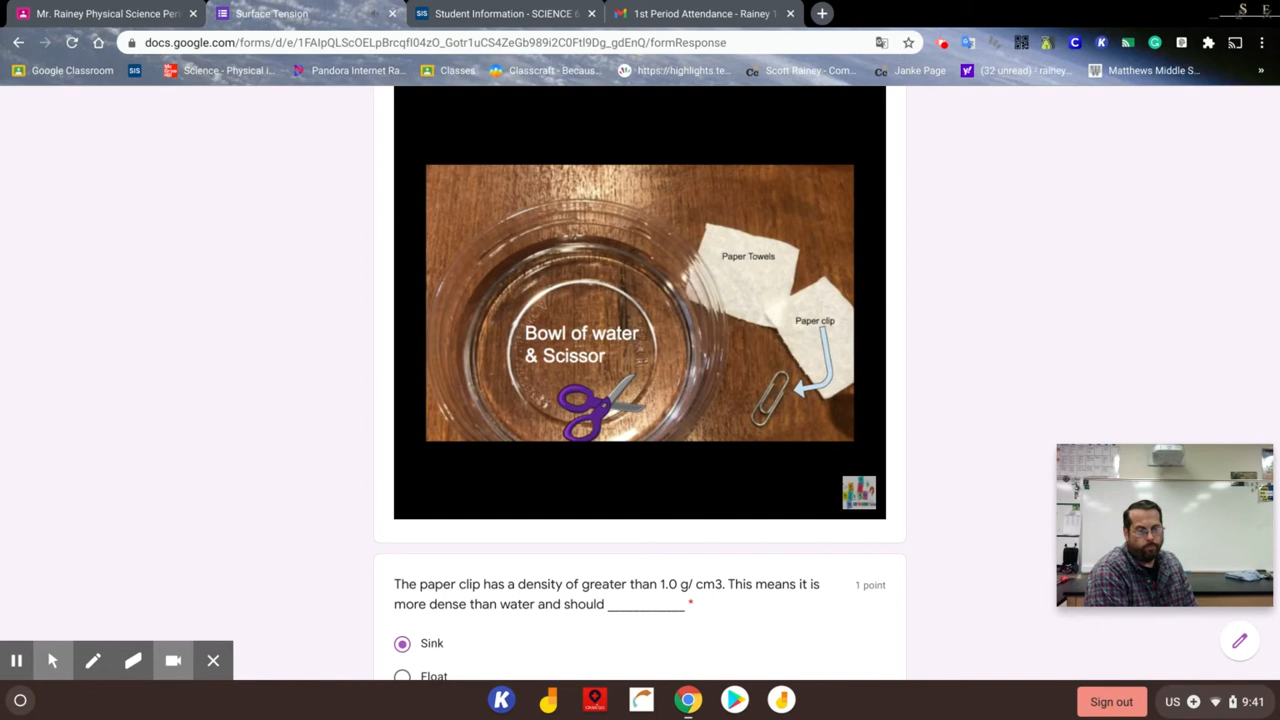 Mr. Rainey Physical Science Per
Surface Tension
Student Information - SCIENCE 6
1st Period Attendance - Rainey 1
docs.google.com/forms/d/e/1FAIpQLScOELpBrcqfI04zO_Gotr1uCS4ZeGb989i2C0Ftl9Dg_gdEnQ/formResponse
Google Classroom
SIS
Science - Physical i...
Pandora Internet Ra...
Classes
Classcraft - Becaus...
https://highlights.te...
Scott Rainey - Com...
Janke Page
(32 unread) - rainey...
Matthews Middle S...
»
Paper Towels
Paper clip
Bowl of water
& Scissor
The paper clip has a density of greater than 1.0 g/ cm3. This means it is
more dense than water and should ____________ *
1 point
Sink
Float
Sign out
US
9:41